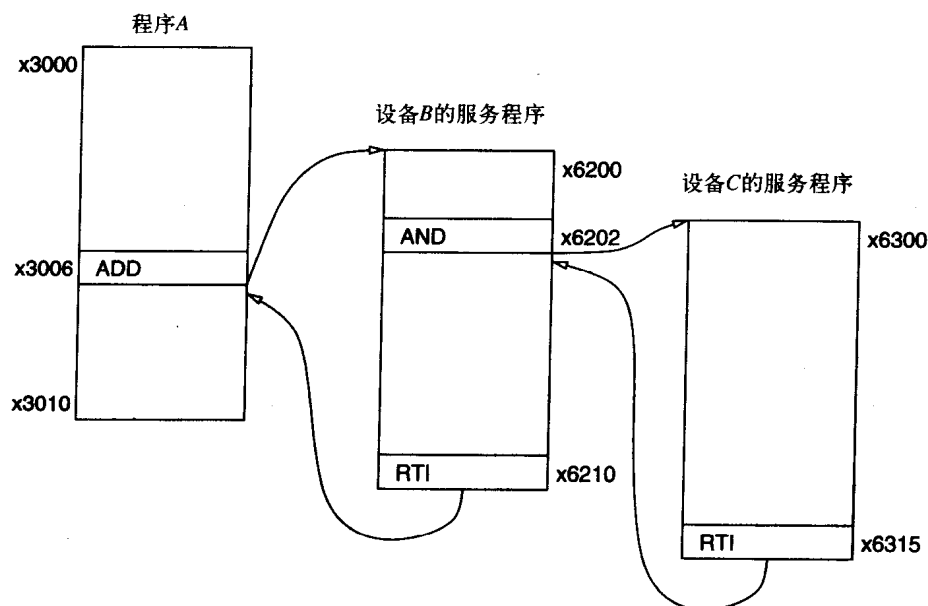 程序A
x3000
x3006
ADD
x3010
设备B的服务程序
x6200
AND
x6202
RTI
x6210
设备C的服务程序
x6300
RTI
x6315